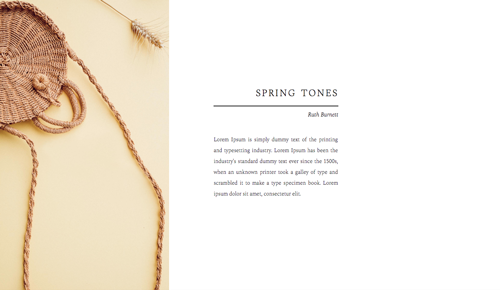 SPRING TONES
Ruth Burnett
Lorem Ipsum is simply dummy text of the printing
and typesetting industry. Lorem Ipsum has been the
industry's standard dummy text ever since the 1500s,
when an unknown printer took a galley of type and
scrambled it to make a type specimen book. Lorem
ipsum dolor sit amet, consectetur elit.